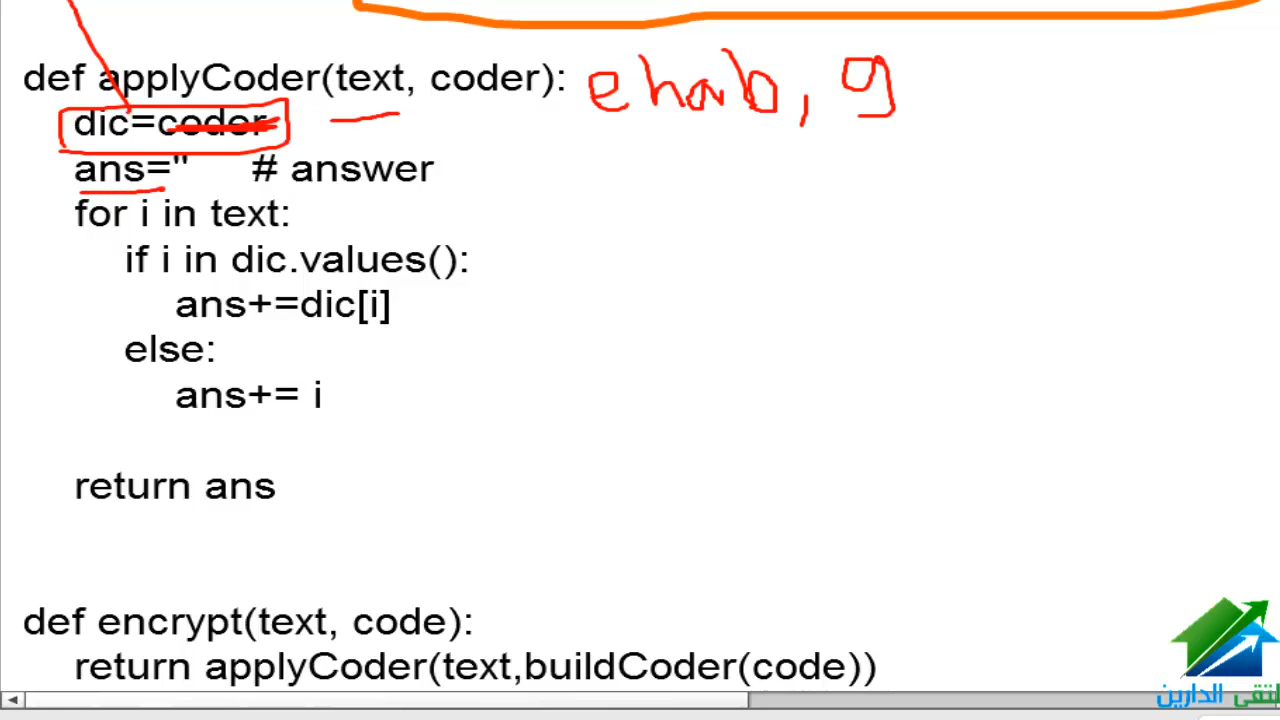 def applyCoder(text, coder): ehab, 9
dic=coder
ans='' # answer
for i in text:
if i in dic.values():
ans+=dic[i]
else:
ans+= i
return ans
def encrypt(text, code):
return applyCoder(text,buildCoder(code))
ملتقى الدارين